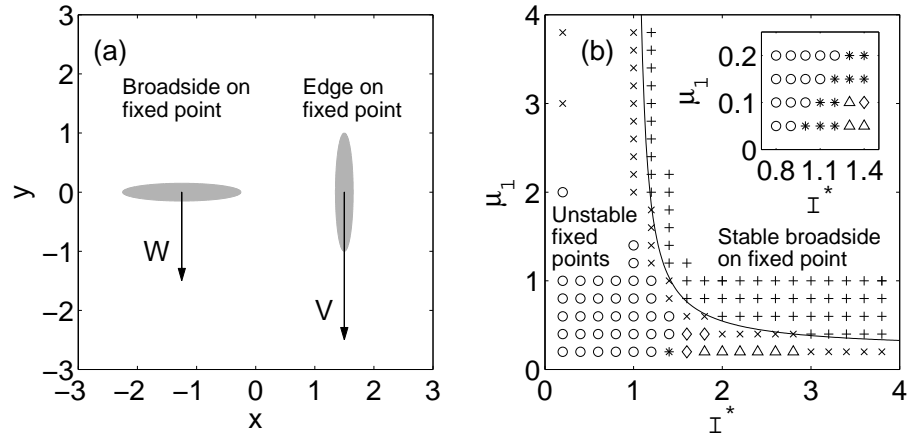 (a)
Broadside on
fixed point
Edge on
fixed point
W
V
y
3
2
1
0
−1
−2
−3
−3 −2 −1 0 1 2 3
x
(b)
μ⊥
4
3
2
1
0
0 1 2 3 4
I*
Unstable
fixed
points
Stable broadside
on fixed point
μ⊥
0.2
0.1
0
0.8 1.1 1.4
I*